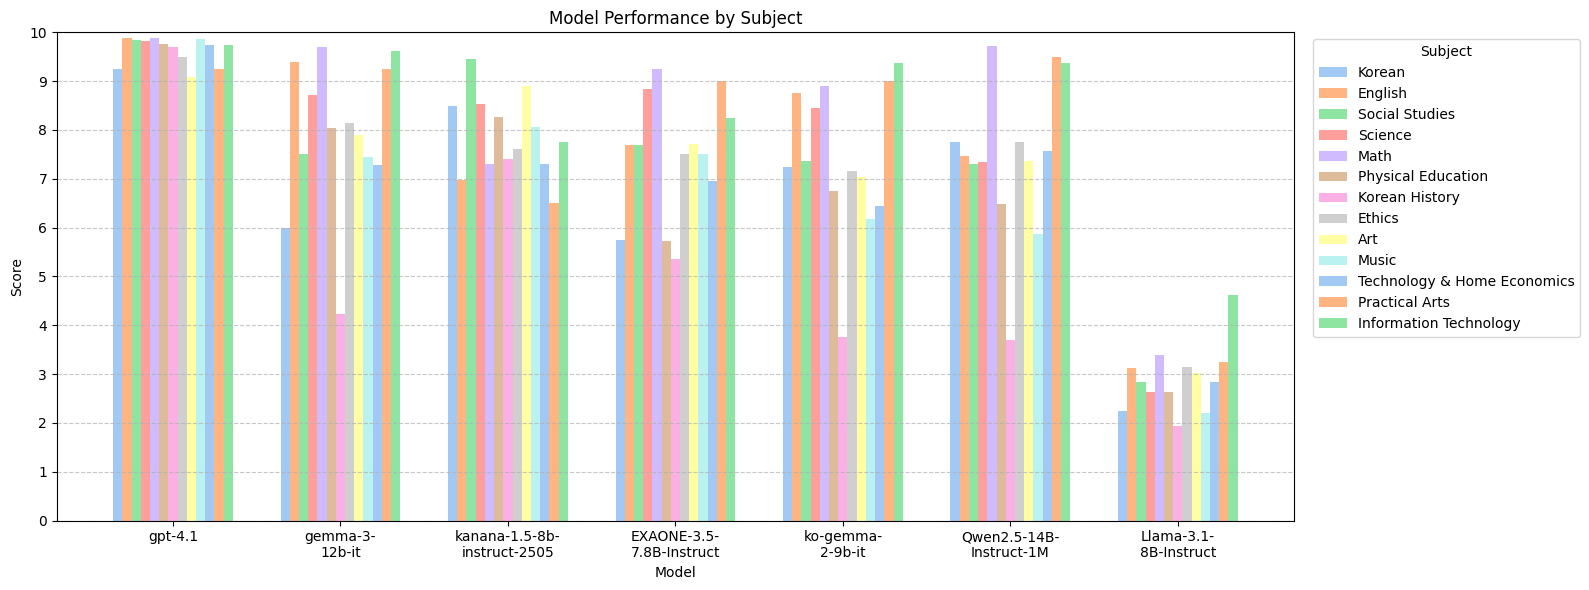 Model Performance by Subject
Score
10
9
8
7
6
5
4
3
2
1
0
gpt-4.1
gemma-3-
12b-it
kanana-1.5-8b-
instruct-2505
EXAONE-3.5-
7.8B-Instruct
ko-gemma-
2-9b-it
Qwen2.5-14B-
Instruct-1M
Llama-3.1-
8B-Instruct
Model
Subject
Korean
English
Social Studies
Science
Math
Physical Education
Korean History
Ethics
Art
Music
Technology & Home Economics
Practical Arts
Information Technology